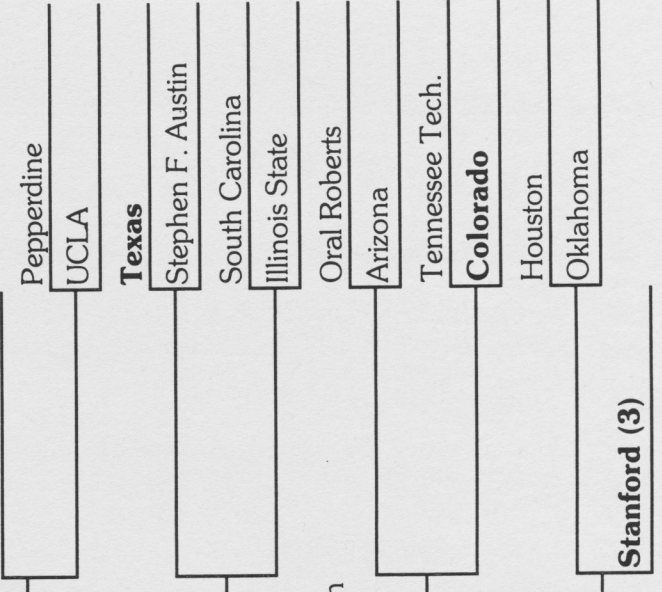 Pepperdine
UCLA
Texas
Stephen F. Austin
South Carolina
Illinois State
Oral Roberts
Arizona
Tennessee Tech.
Colorado
Houston
Oklahoma
Stanford (3)